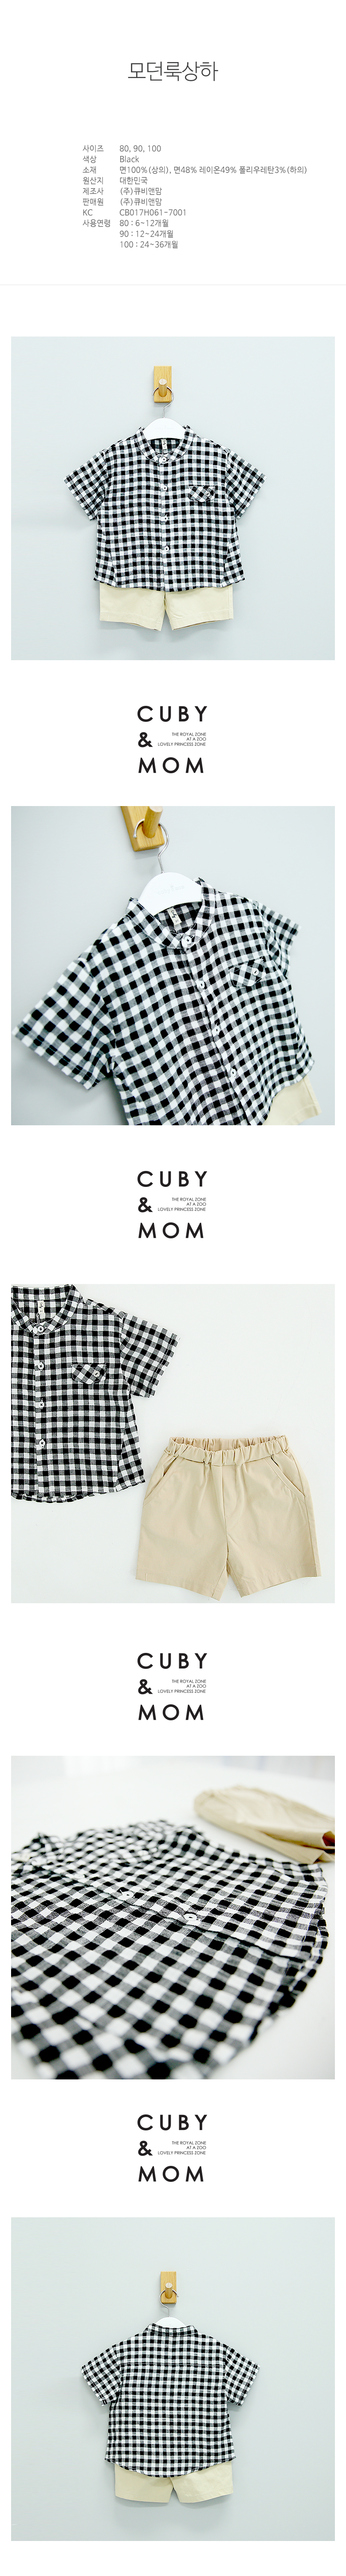 모던룩상하
사이즈 80, 90, 100
색상 Black
소재 면100%(상의), 면48% 레이온49% 폴리우레탄3%(하의)
원산지 대한민국
제조사 (주)큐비앤맘
판매원 (주)큐비앤맘
KC CB017H061-7001
사용연령 80 : 6~12개월
90 : 12~24개월
100 : 24~36개월
CUBY
&
THE ROYAL ZONE
AT A ZOO
LOVELY PRINCESS ZONE
MOM
CUBY
&
THE ROYAL ZONE
AT A ZOO
LOVELY PRINCESS ZONE
MOM
CUBY
&
THE ROYAL ZONE
AT A ZOO
LOVELY PRINCESS ZONE
MOM
CUBY
&
THE ROYAL ZONE
AT A ZOO
LOVELY PRINCESS ZONE
MOM